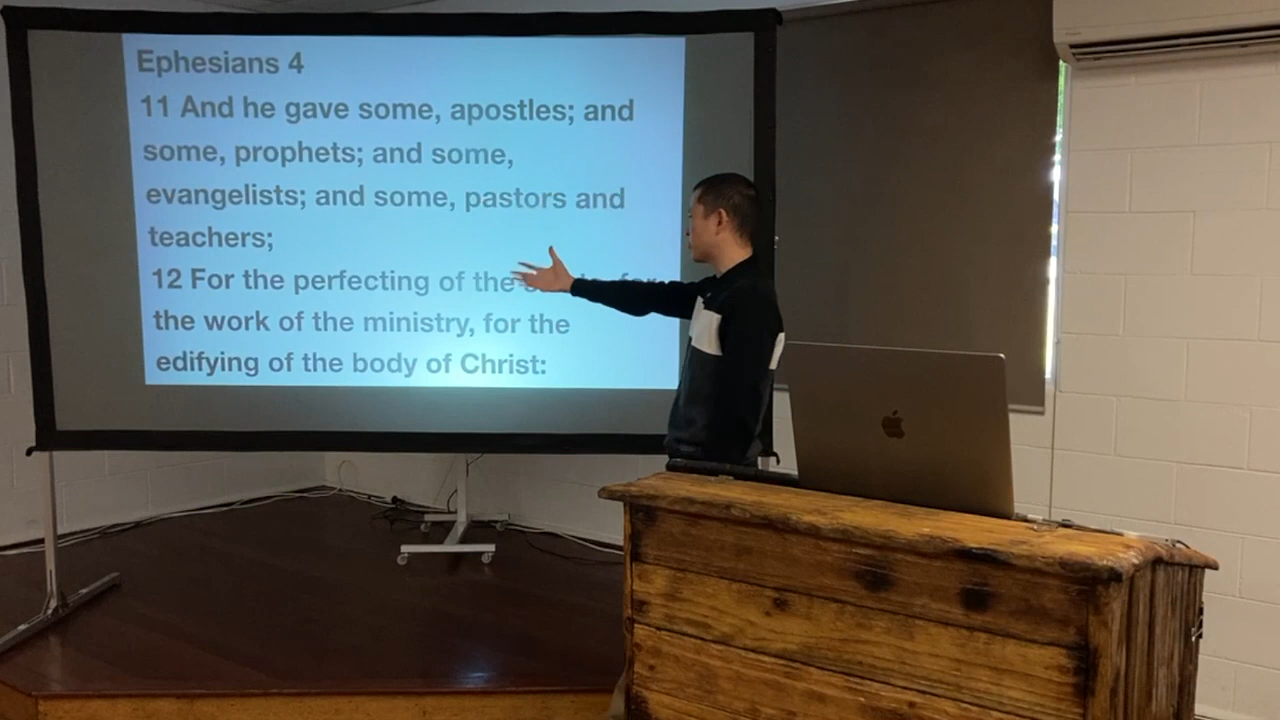 Ephesians 4
11 And he gave some, apostles; and
some, prophets; and some,
evangelists; and some, pastors and
teachers;
12 For the perfecting of the
the work of the ministry, for the
edifying of the body of Christ: